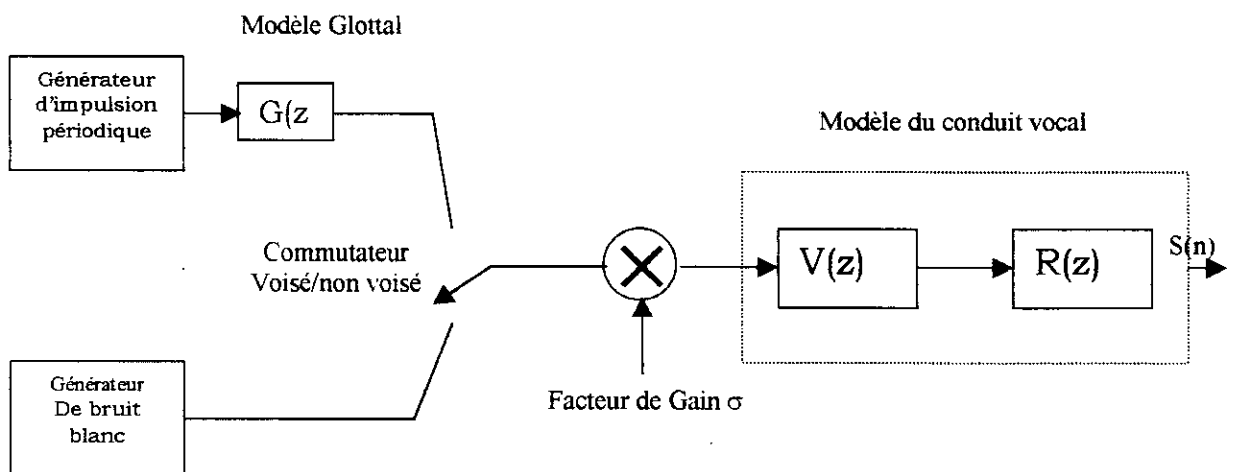 Modèle Glottal
Générateur
d'impulsion
périodique
G(z
Modèle du conduit vocal
Commutateur
Voisé/non voisé
V(z)
R(z)
S(n)
Facteur de Gain σ
Générateur
De bruit
blanc